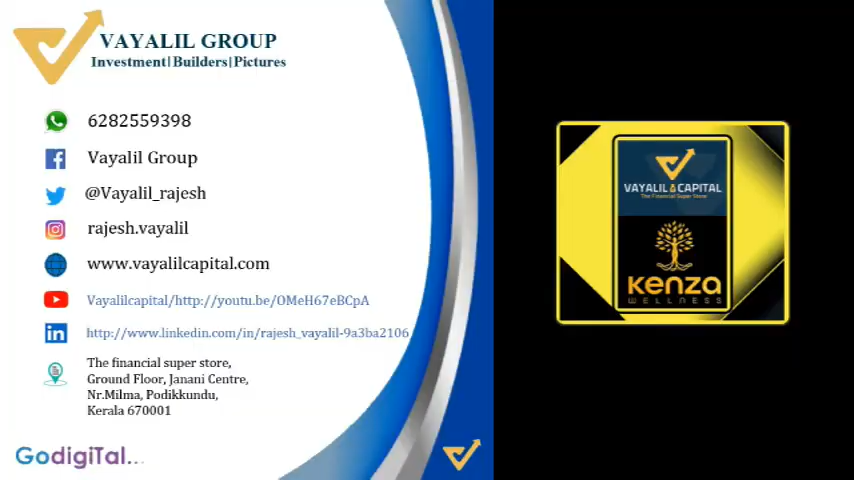 VAYALIL GROUP
Investment|Builders|Pictures
6282559398
Vayalil Group
@Vayalil_rajesh
rajesh.vayalil
www.vayalilcapital.com
Vayalilcapital/http://youtu.be/OMeH67eBCpA
http://www.linkedin.com/in/rajesh_vayalil-9a3ba2106
The financial super store,
Ground Floor, Janani Centre,
Nr.Milma, Podikkundu,
Kerala 670001
GodigiTal...
VAYALIL CAPITAL
The Financial Super Store
Kenza
WELLNESS